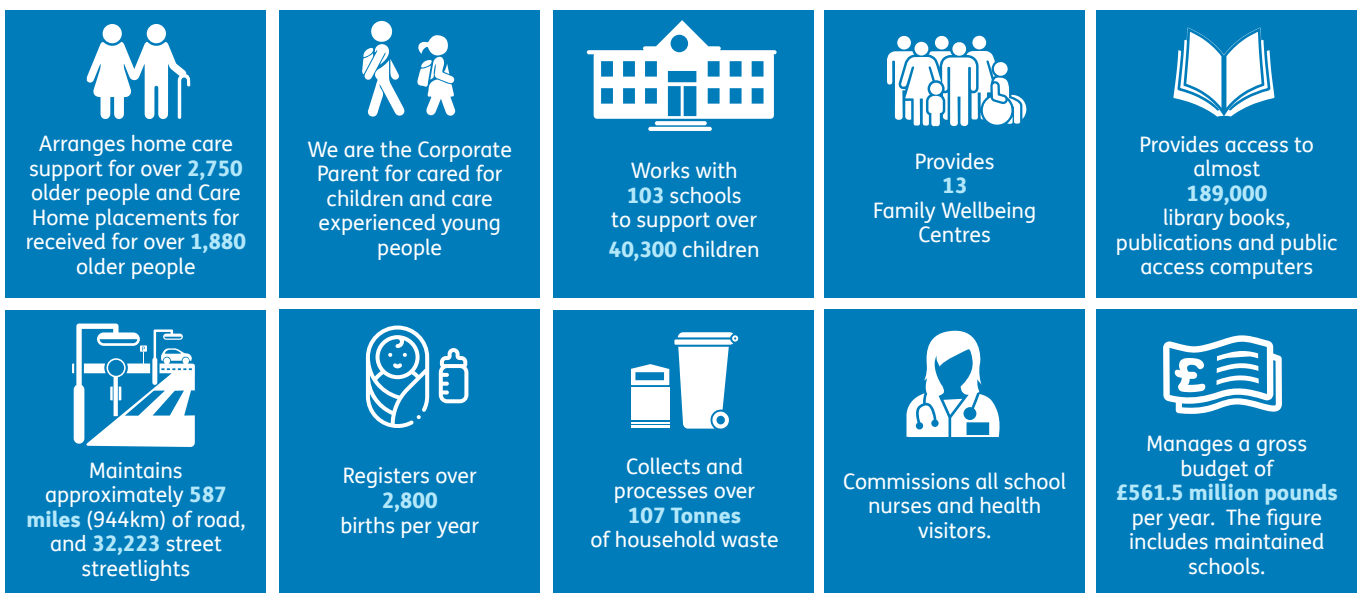 Arranges home care
support for over 2,750
older people and Care
Home placements for
received for over 1,880
older people
We are the Corporate
Parent for cared for
children and care
experienced young
people
Works with
103 schools
to support over
40,300 children
Provides
13
Family Wellbeing
Centres
Provides access to
almost
189,000
library books,
publications and public
access computers
Maintains
approximately 587
miles (944km) of road,
and 32,223 street
streetlights
Registers over
2,800
births per year
Collects and
processes over
107 Tonnes
of household waste
Commissions all school
nurses and health
visitors.
£
Manages a gross
budget of
£561.5 million pounds
per year. The figure
includes maintained
schools.